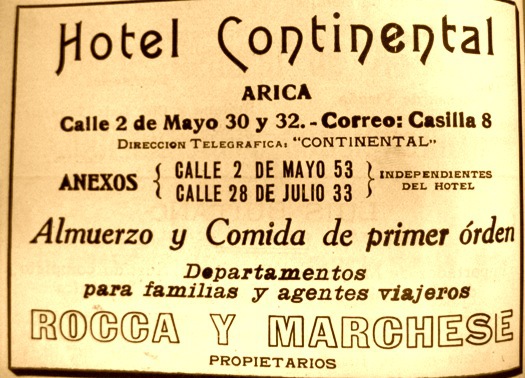 Hotel Continental
ARICA
Calle 2 de Mayo 30 y 32. - Correo: Casilla 8
DIRECCION TELEGRAFICA: "CONTINENTAL"
ANEXOS { CALLE 2 DE MAYO 53 } INDEPENDIENTES
CALLE 28 DE JULIO 33 DEL HOTEL
Almuerzo y Comida de primer órden
Departamentos
para familias y agentes viajeros
ROCCA Y MARCHESE
PROPIETARIOS